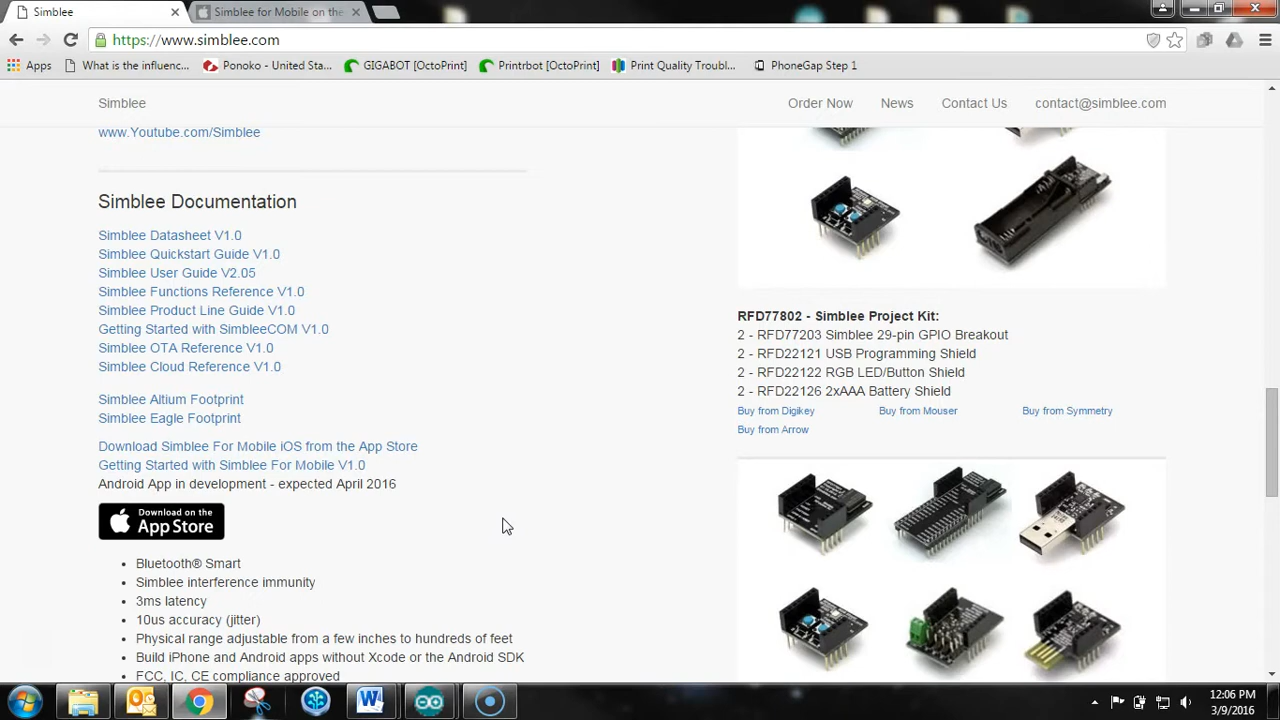 Simblee
Simblee for Mobile on the
https://www.simblee.com
Apps
What is the influenc...
Ponoko - United Sta...
GIGABOT [OctoPrint]
Printrbot [OctoPrint]
Print Quality Troubl...
PhoneGap Step 1
Simblee
Order Now
News
Contact Us
contact@simblee.com
www.Youtube.com/Simblee
Simblee Documentation
Simblee Datasheet V1.0
Simblee Quickstart Guide V1.0
Simblee User Guide V2.05
Simblee Functions Reference V1.0
Simblee Product Line Guide V1.0
Getting Started with SimbleeCOM V1.0
Simblee OTA Reference V1.0
Simblee Cloud Reference V1.0
Simblee Altium Footprint
Simblee Eagle Footprint
Download Simblee For Mobile iOS from the App Store
Getting Started with Simblee For Mobile V1.0
Android App in development - expected April 2016
Download on the
App Store
Bluetooth® Smart
Simblee interference immunity
3ms latency
10us accuracy (jitter)
Physical range adjustable from a few inches to hundreds of feet
Build iPhone and Android apps without Xcode or the Android SDK
FCC, IC, CE compliance approved
RFD77802 - Simblee Project Kit:
2 - RFD77203 Simblee 29-pin GPIO Breakout
2 - RFD22121 USB Programming Shield
2 - RFD22122 RGB LED/Button Shield
2 - RFD22126 2xAAA Battery Shield
Buy from Digikey
Buy from Mouser
Buy from Symmetry
Buy from Arrow
12:06 PM
3/9/2016